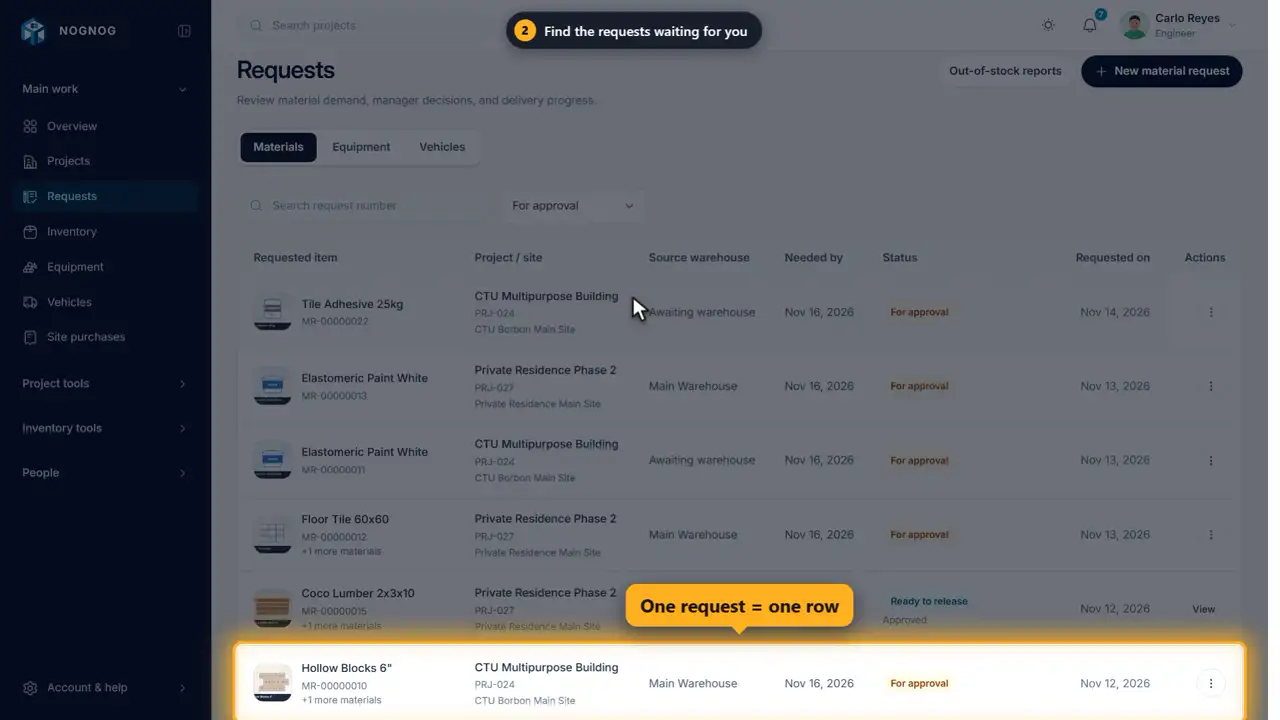 NOGNOG
Search projects
2 Find the requests waiting for you
7
Carlo Reyes
Engineer
Main work
Overview
Projects
Requests
Inventory
Equipment
Vehicles
Site purchases
Project tools
Inventory tools
People
Account & help
Requests
Review material demand, manager decisions, and delivery progress.
Out-of-stock reports
+ New material request
Materials Equipment Vehicles
Search request number
For approval
Requested item Project / site Source warehouse Needed by Status Requested on Actions
Tile Adhesive 25kg
MR-00000022
CTU Multipurpose Building
PRJ-024
CTU Borbon Main Site
Awaiting warehouse
Nov 16, 2026
For approval
Nov 14, 2026
Elastomeric Paint White
MR-00000013
Private Residence Phase 2
PRJ-027
Private Residence Main Site
Main Warehouse
Nov 16, 2026
For approval
Nov 13, 2026
Elastomeric Paint White
MR-00000011
CTU Multipurpose Building
PRJ-024
CTU Borbon Main Site
Awaiting warehouse
Nov 16, 2026
For approval
Nov 13, 2026
Floor Tile 60x60
MR-00000012
+1 more materials
Private Residence Phase 2
PRJ-027
Private Residence Main Site
Main Warehouse
Nov 16, 2026
For approval
Nov 13, 2026
Coco Lumber 2x3x10
MR-00000015
+1 more materials
Private Residence Phase 2
PRJ-027
Private Residence Main Site
One request = one row
Ready to release
Approved
Nov 12, 2026
View
Hollow Blocks 6"
MR-00000010
+1 more materials
CTU Multipurpose Building
PRJ-024
CTU Borbon Main Site
Main Warehouse
Nov 16, 2026
For approval
Nov 12, 2026